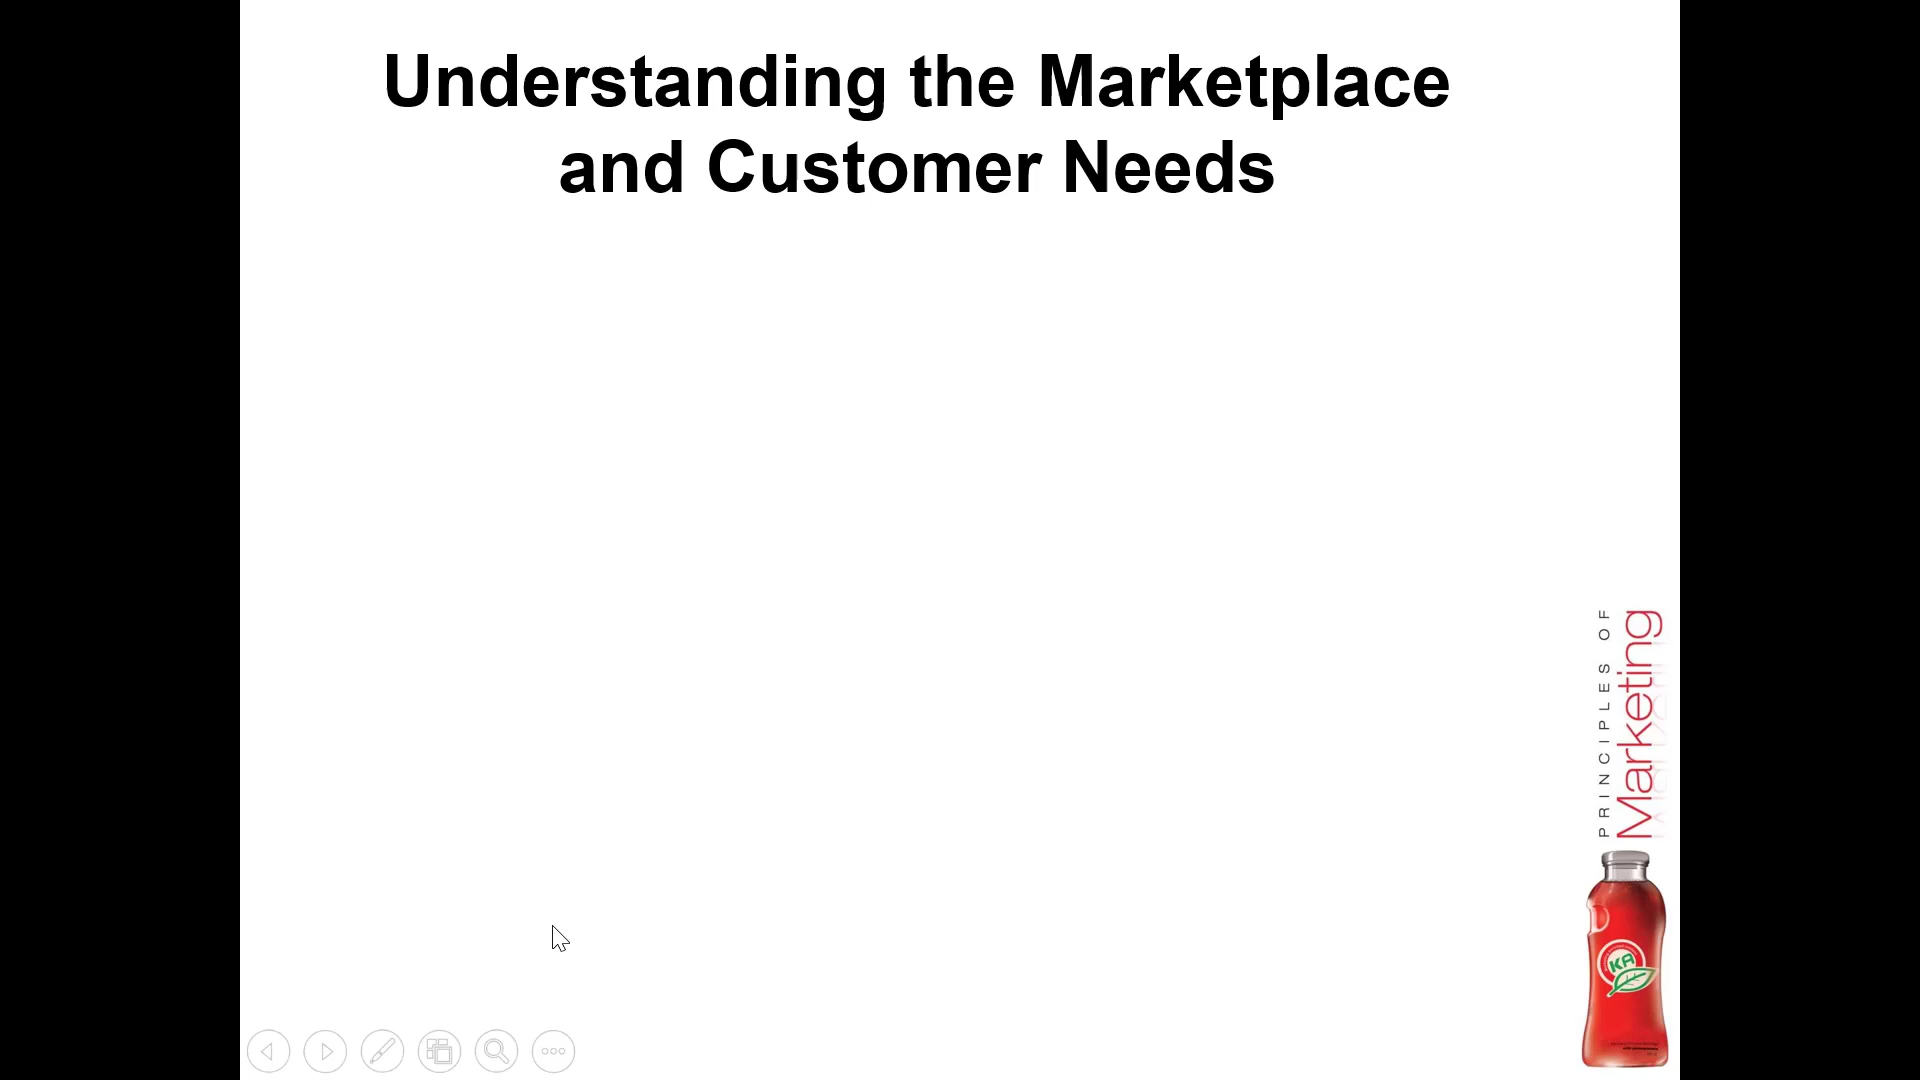 Understanding the Marketplace
and Customer Needs
PRINCIPLES OF
Marketing
KA